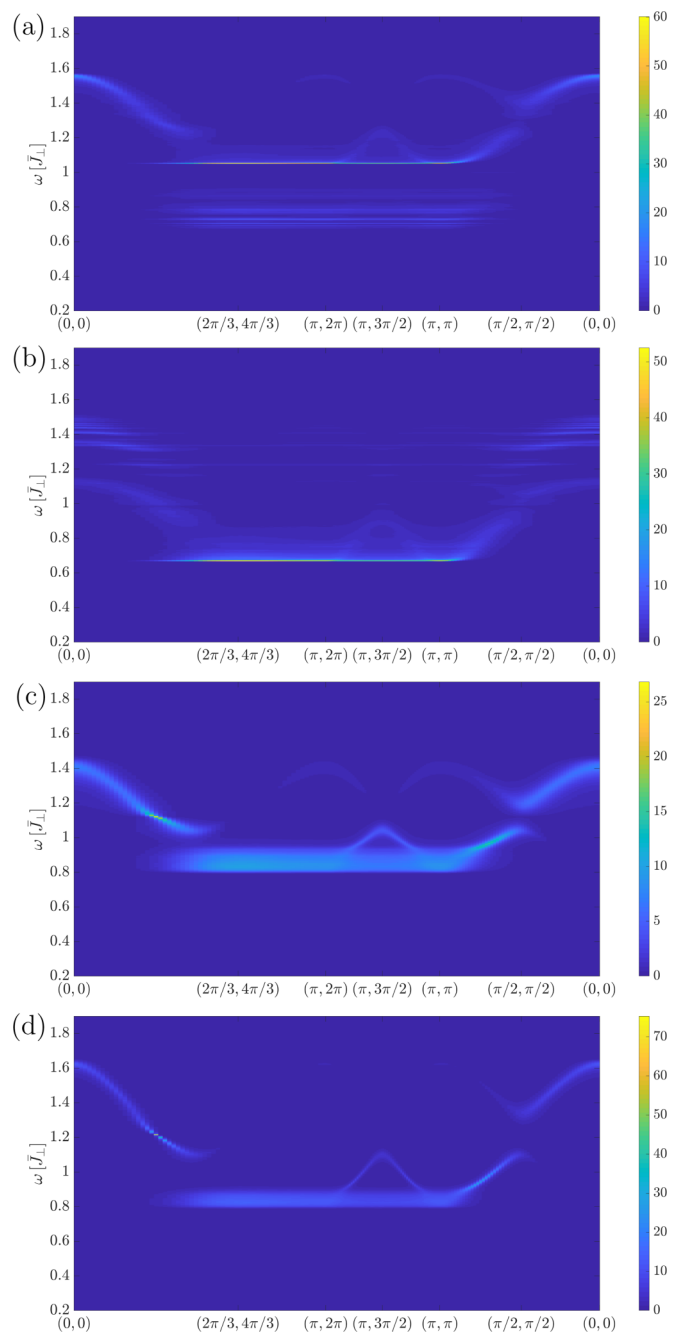 (a)
1.8
1.6
1.4
1.2
1
0.8
0.6
0.4
0.2
ω [J̄⊥]
(0, 0)
(2π/3, 4π/3)
(π, 2π)
(π, 3π/2)
(π, π)
(π/2, π/2)
(0, 0)
60
50
40
30
20
10
0
(b)
1.8
1.6
1.4
1.2
1
0.8
0.6
0.4
0.2
ω [J̄⊥]
(0, 0)
(2π/3, 4π/3)
(π, 2π)
(π, 3π/2)
(π, π)
(π/2, π/2)
(0, 0)
50
40
30
20
10
0
(c)
1.8
1.6
1.4
1.2
1
0.8
0.6
0.4
0.2
ω [J̄⊥]
(0, 0)
(2π/3, 4π/3)
(π, 2π)
(π, 3π/2)
(π, π)
(π/2, π/2)
(0, 0)
25
20
15
10
5
0
(d)
1.8
1.6
1.4
1.2
1
0.8
0.6
0.4
0.2
ω [J̄⊥]
(0, 0)
(2π/3, 4π/3)
(π, 2π)
(π, 3π/2)
(π, π)
(π/2, π/2)
(0, 0)
70
60
50
40
30
20
10
0